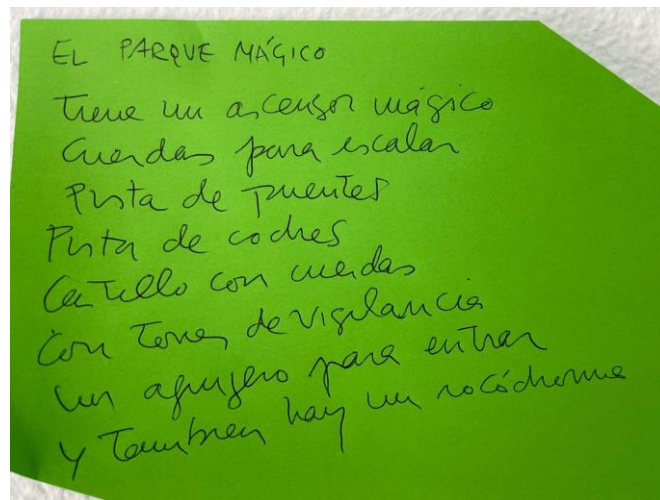 EL PARQUE MÁGICO
Tiene un ascensor mágico
Cuerdas para escalar
Pista de puentes
Pista de coches
Castillo con cuerdas
Con torres de vigilancia
un agujero para entrar
y también hay un rocódromo